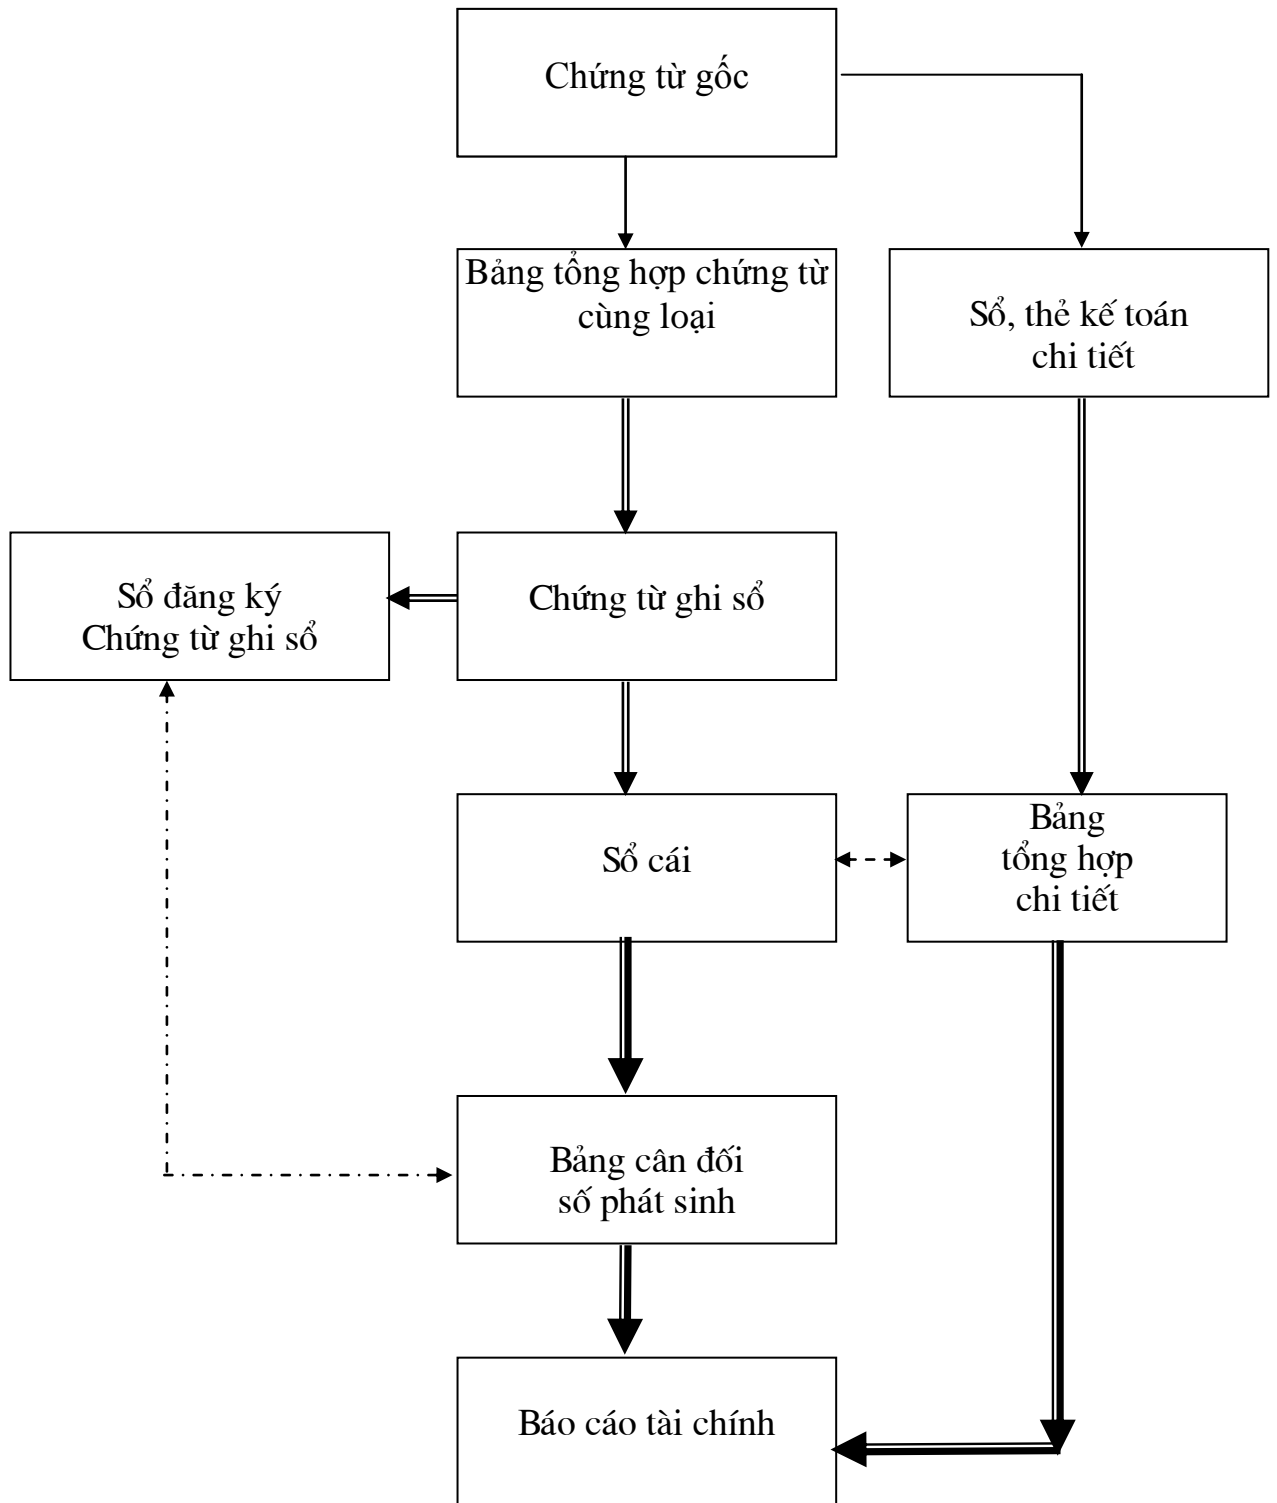 Chứng từ gốc
Bảng tổng hợp chứng từ
cùng loại
Sổ, thẻ kế toán
chi tiết
Sổ đăng ký
Chứng từ ghi sổ
Chứng từ ghi sổ
Sổ cái
Bảng
tổng hợp
chi tiết
Bảng cân đối
số phát sinh
Báo cáo tài chính